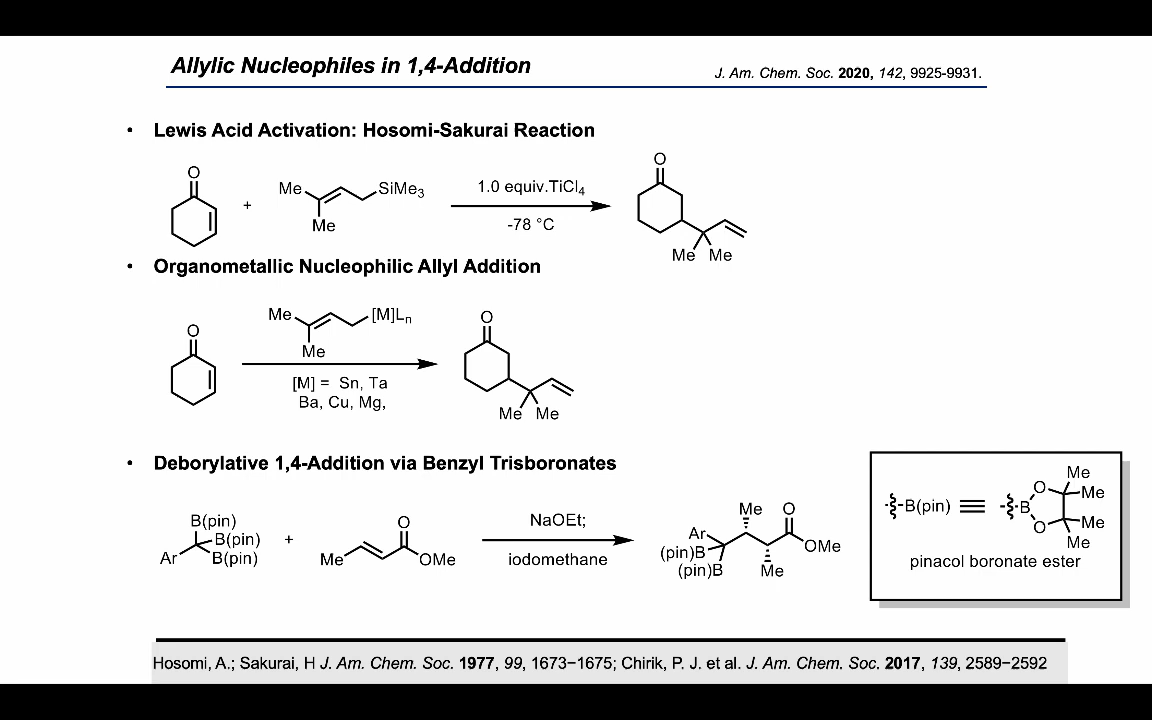 Allylic Nucleophiles in 1,4-Addition
J. Am. Chem. Soc. 2020, 142, 9925-9931.
• Lewis Acid Activation: Hosomi-Sakurai Reaction
O
+
Me
SiMe3
Me
1.0 equiv.TiCl4
-78 °C
O
Me Me
• Organometallic Nucleophilic Allyl Addition
O
Me
[M]Ln
Me
[M] = Sn, Ta
Ba, Cu, Mg,
O
Me Me
• Deborylative 1,4-Addition via Benzyl Trisboronates
B(pin)
B(pin)
Ar
B(pin)
+
O
Me
OMe
NaOEt;
iodomethane
Me O
Ar
(pin)B
OMe
(pin)B
Me
B(pin)
B
O
O
Me
Me
Me
Me
pinacol boronate ester
Hosomi, A.; Sakurai, H J. Am. Chem. Soc. 1977, 99, 1673−1675; Chirik, P. J. et al. J. Am. Chem. Soc. 2017, 139, 2589−2592